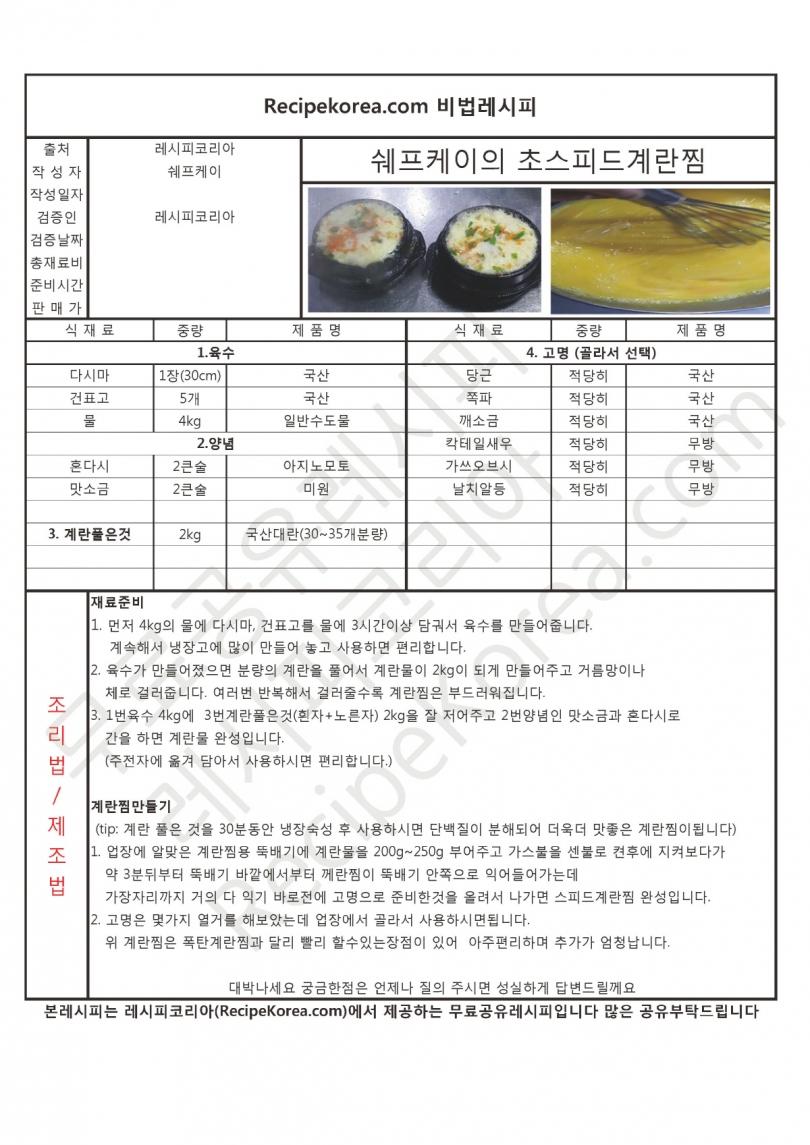 Recipekorea.com 비법레시피
출처 레시피코리아
작 성 자 쉐프케이
작성일자
검증인 레시피코리아
검증날짜
총재료비
준비시간
판 매 가
쉐프케이의 초스피드계란찜
식 재 료 중량 제 품 명 식 재 료 중량 제 품 명
1.육수 4. 고명 (골라서 선택)
다시마 1장(30cm) 국산 당근 적당히 국산
건표고 5개 국산 쪽파 적당히 국산
물 4kg 일반수도물 깨소금 적당히 국산
2.양념 칵테일새우 적당히 무방
혼다시 2큰술 아지노모토 가쓰오브시 적당히 무방
맛소금 2큰술 미원 날치알등 적당히 무방
3. 계란풀은것 2kg 국산대란(30~35개분량)
조리법/제조법
재료준비
1. 먼저 4kg의 물에 다시마, 건표고를 물에 3시간이상 담궈서 육수를 만들어줍니다.
계속해서 냉장고에 많이 만들어 놓고 사용하면 편리합니다.
2. 육수가 만들어졌으면 분량의 계란을 풀어서 계란물이 2kg이 되게 만들어주고 거름망이나
체로 걸러줍니다. 여러번 반복해서 걸러줄수록 계란찜은 부드러워집니다.
3. 1번육수 4kg에 3번계란풀은것(흰자+노른자) 2kg을 잘 저어주고 2번양념인 맛소금과 혼다시로
간을 하면 계란물 완성입니다.
(주전자에 옮겨 담아서 사용하시면 편리합니다.)
계란찜만들기
(tip: 계란 풀은 것을 30분동안 냉장숙성 후 사용하시면 단백질이 분해되어 더욱더 맛좋은 계란찜이됩니다)
1. 업장에 알맞은 계란찜용 뚝배기에 계란물을 200g~250g 부어주고 가스불을 센불로 켠후에 지켜보다가
약 3분뒤부터 뚝배기 바깥에서부터 께란찜이 뚝배기 안쪽으로 익어들어가는데
가장자리까지 거의 다 익기 바로전에 고명으로 준비한것을 올려서 나가면 스피드계란찜 완성입니다.
2. 고명은 몇가지 열거를 해보았는데 업장에서 골라서 사용하시면됩니다.
위 계란찜은 폭탄계란찜과 달리 빨리 할수있는장점이 있어 아주편리하며 추가가 엄청납니다.
대박나세요 궁금한점은 언제나 질의 주시면 성실하게 답변드릴께요
본레시피는 레시피코리아(RecipeKorea.com)에서 제공하는 무료공유레시피입니다 많은 공유부탁드립니다
무료공유레시피
레시피코리아
Recipekorea.com